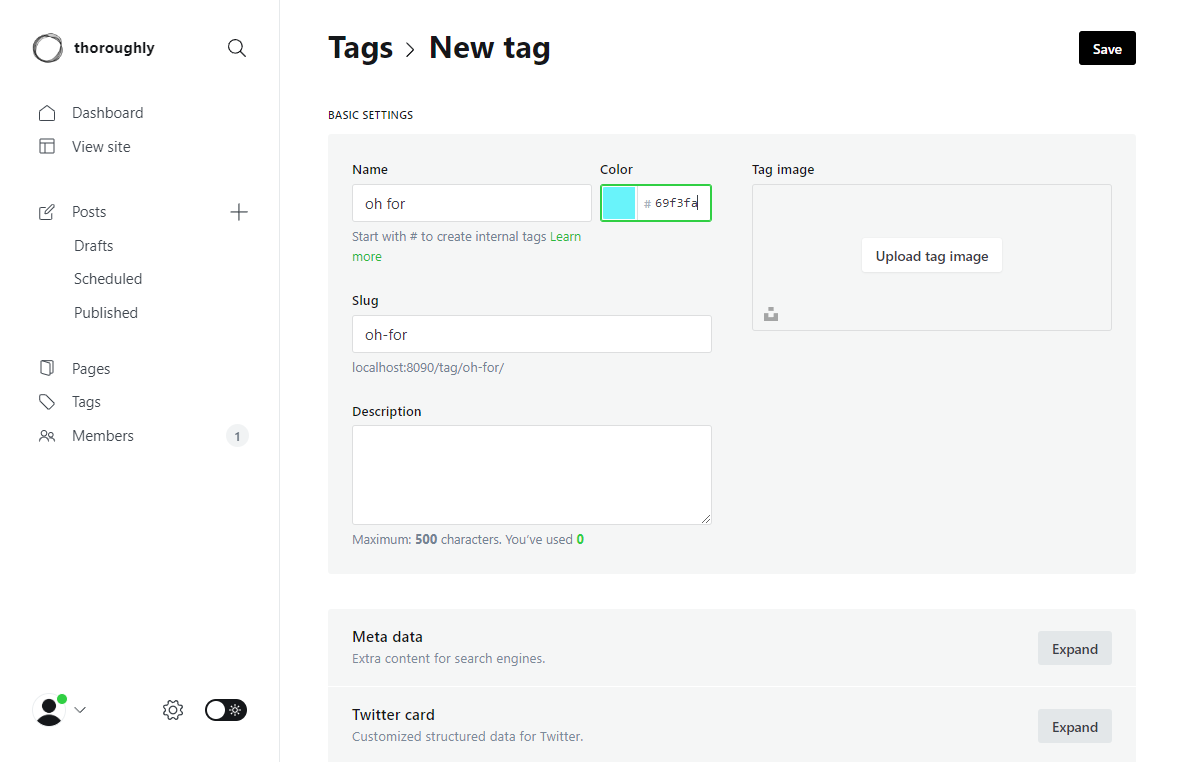 thoroughly
Dashboard
View site
Posts
Drafts
Scheduled
Published
Pages
Tags
Members
1
Tags > New tag
Save
BASIC SETTINGS
Name
oh for
Start with # to create internal tags Learn
more
Color
# 69f3fa
Slug
oh-for
localhost:8090/tag/oh-for/
Description
Maximum: 500 characters. You’ve used 0
Tag image
Upload tag image
Meta data
Extra content for search engines.
Expand
Twitter card
Customized structured data for Twitter.
Expand